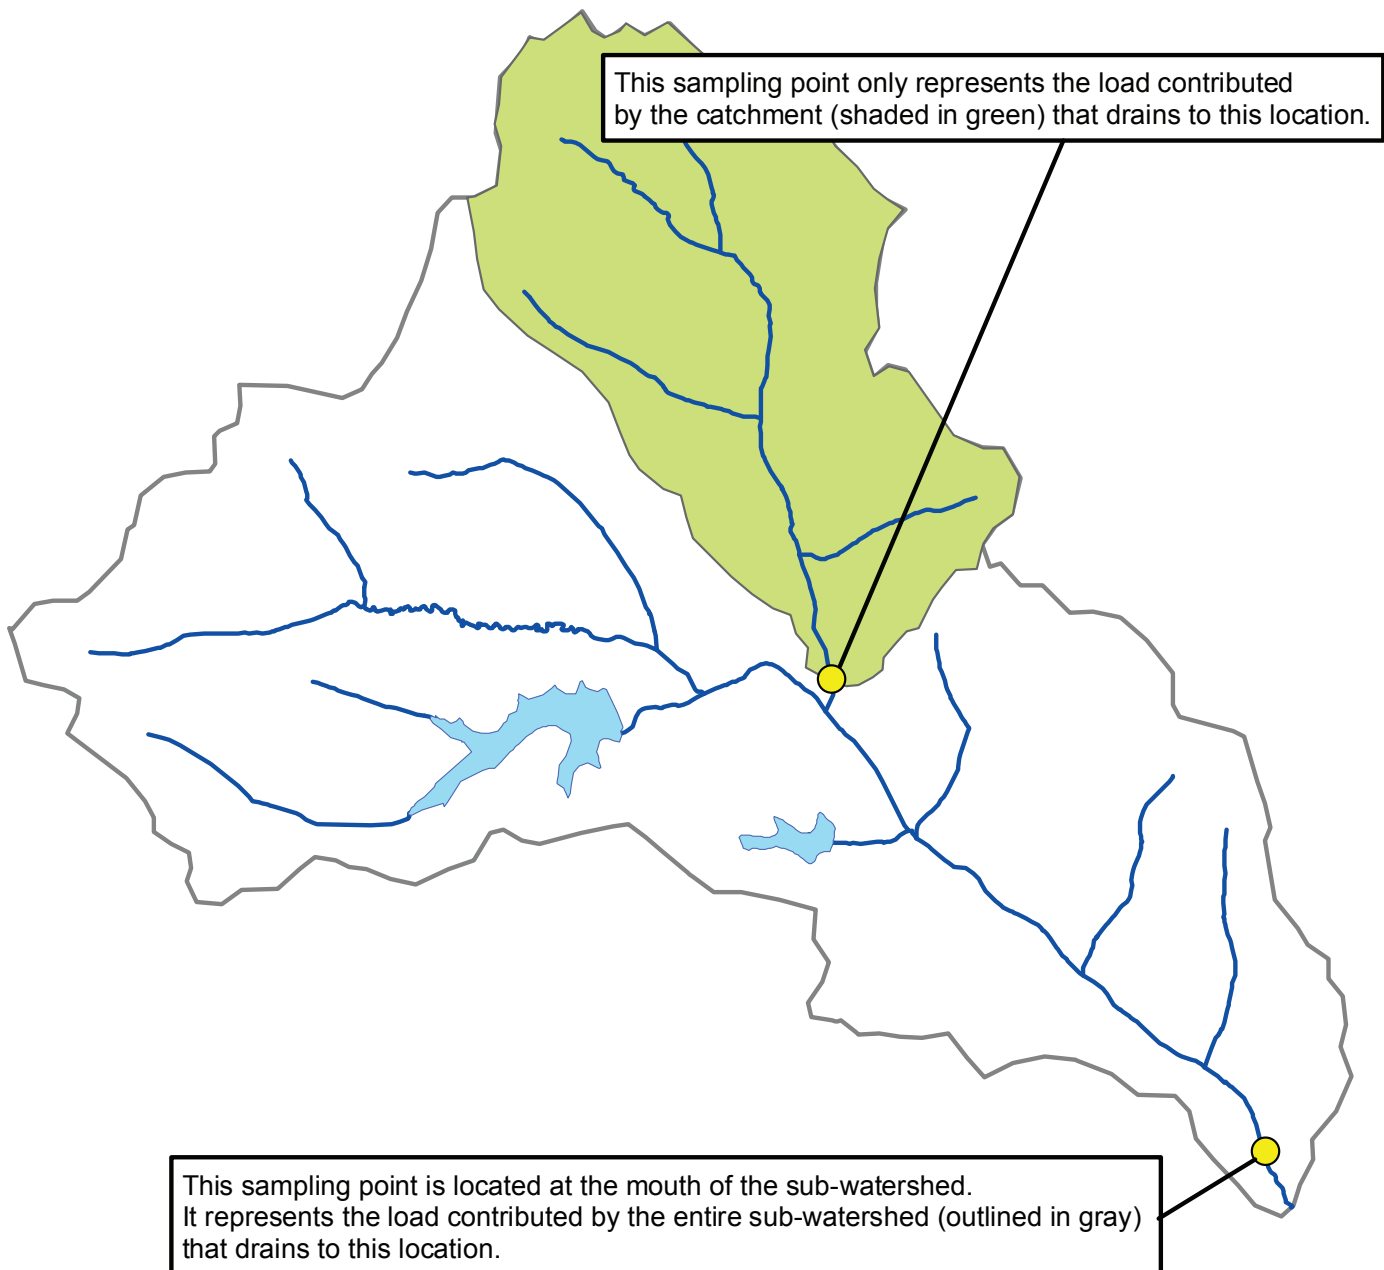 This sampling point only represents the load contributed
by the catchment (shaded in green) that drains to this location.
This sampling point is located at the mouth of the sub-watershed.
It represents the load contributed by the entire sub-watershed (outlined in gray)
that drains to this location.